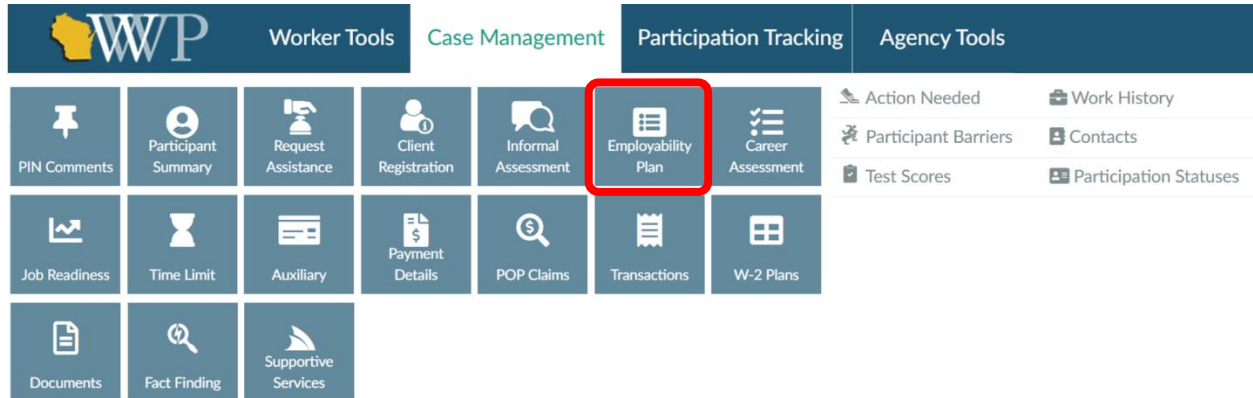 WWP
Worker Tools
Case Management
Participation Tracking
Agency Tools
PIN Comments
Participant
Summary
Request
Assistance
Client
Registration
Informal
Assessment
Employability
Plan
Career
Assessment
Action Needed
Work History
Participant Barriers
Contacts
Test Scores
Participation Statuses
Job Readiness
Time Limit
Auxiliary
Payment
Details
POP Claims
Transactions
W-2 Plans
Documents
Fact Finding
Supportive
Services